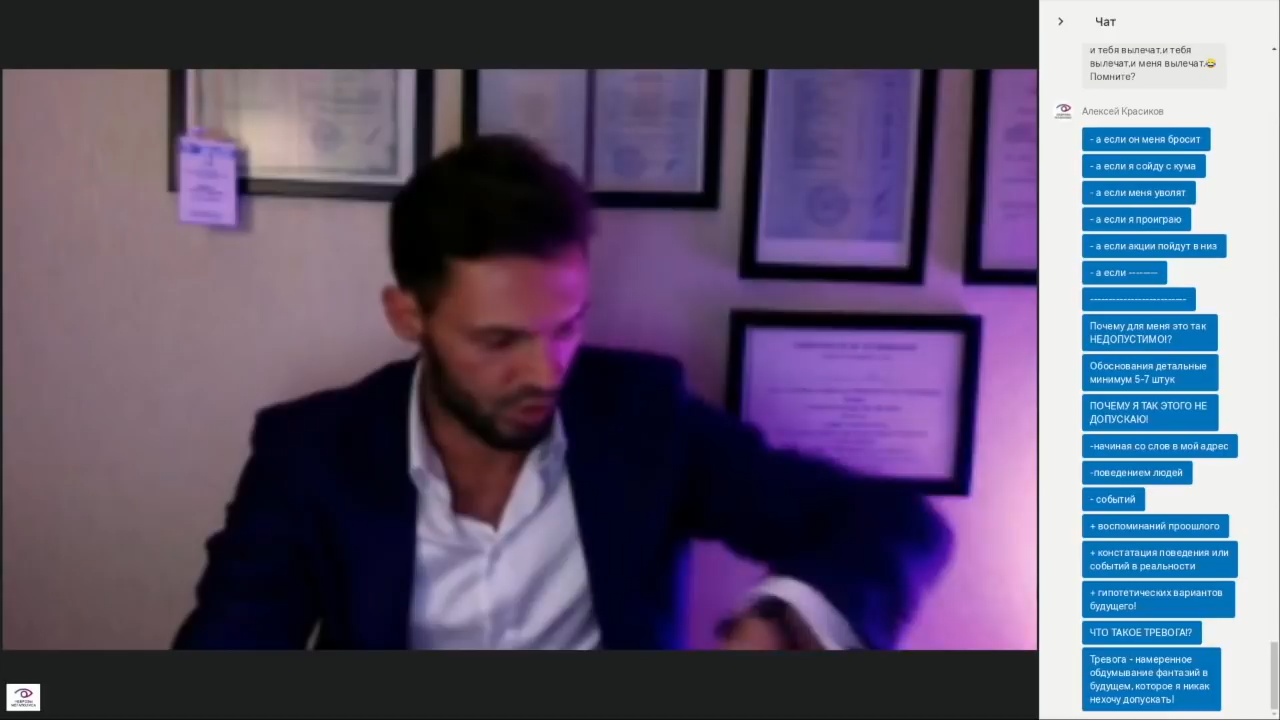 Чат
и тебя вылечат,и тебя
вылечат,и меня вылечат,😂
Помните?
Алексей Красиков
- а если он меня бросит
- а если я сойду с кума
- а если меня уволят
- а если я проиграю
- а если акции пойдут в низ
- а если --------
--------------------------
Почему для меня это так
НЕДОПУСТИМО!?
Обоснования детальные
минимум 5-7 штук
ПОЧЕМУ Я ТАК ЭТОГО НЕ
ДОПУСКАЮ!
-начиная со слов в мой адрес
-поведением людей
- событий
+ воспоминаний проошлого
+ констатация поведения или
событий в реальности
+ гипотетических вариантов
будущего!
ЧТО ТАКОЕ ТРЕВОГА!?
Тревога - намеренное
обдумывание фантазий в
будущем, которое я никак
нехочу допускать!